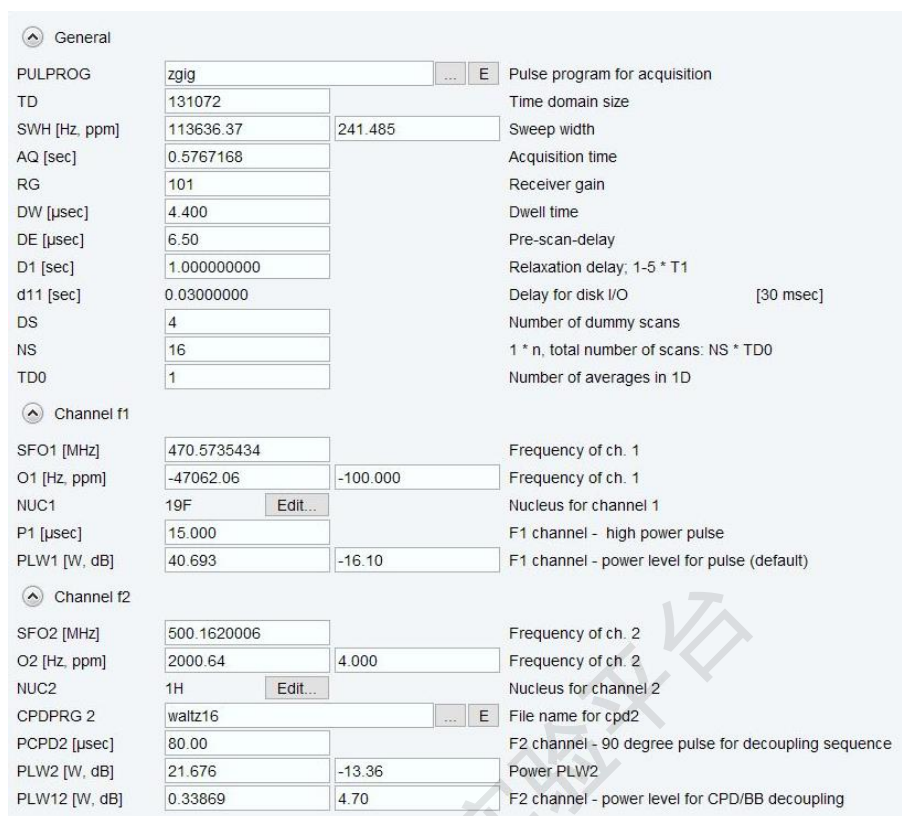 General
PULPROG zgig ... E Pulse program for acquisition
TD 131072 Time domain size
SWH [Hz, ppm] 113636.37 241.485 Sweep width
AQ [sec] 0.5767168 Acquisition time
RG 101 Receiver gain
DW [µsec] 4.400 Dwell time
DE [µsec] 6.50 Pre-scan-delay
D1 [sec] 1.000000000 Relaxation delay; 1-5 * T1
d11 [sec] 0.03000000 Delay for disk I/O [30 msec]
DS 4 Number of dummy scans
NS 16 1 * n, total number of scans: NS * TD0
TD0 1 Number of averages in 1D
Channel f1
SFO1 [MHz] 470.5735434 Frequency of ch. 1
O1 [Hz, ppm] -47062.06 -100.000 Frequency of ch. 1
NUC1 19F Edit... Nucleus for channel 1
P1 [µsec] 15.000 F1 channel - high power pulse
PLW1 [W, dB] 40.693 -16.10 F1 channel - power level for pulse (default)
Channel f2
SFO2 [MHz] 500.1620006 Frequency of ch. 2
O2 [Hz, ppm] 2000.64 4.000 Frequency of ch. 2
NUC2 1H Edit... Nucleus for channel 2
CPDPRG 2 waltz16 ... E File name for cpd2
PCPD2 [µsec] 80.00 F2 channel - 90 degree pulse for decoupling sequence
PLW2 [W, dB] 21.676 -13.36 Power PLW2
PLW12 [W, dB] 0.33869 4.70 F2 channel - power level for CPD/BB decoupling
实验平台